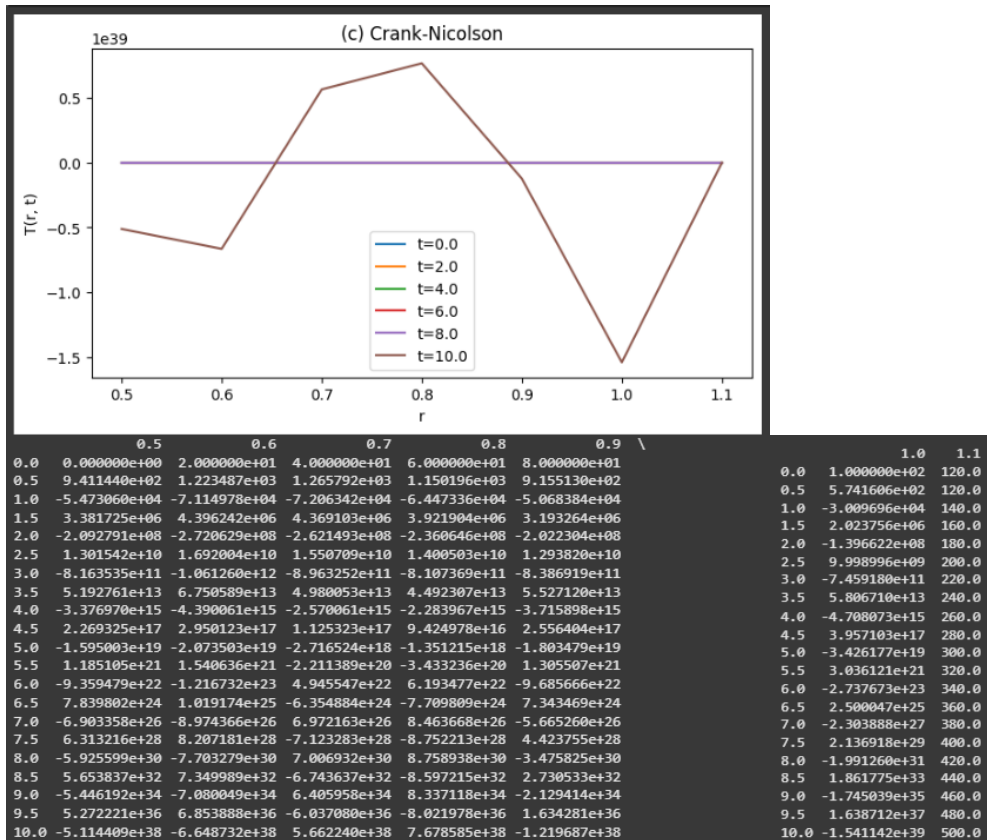 (c) Crank-Nicolson
1e39
0.5
0.0
−0.5
−1.0
−1.5
T(r, t)
t=0.0
t=2.0
t=4.0
t=6.0
t=8.0
t=10.0
0.5 0.6 0.7 0.8 0.9 1.0 1.1
r
0.5 0.6 0.7 0.8 0.9 \
0.0 0.000000e+00 2.000000e+01 4.000000e+01 6.000000e+01 8.000000e+01
0.5 9.411440e+02 1.223487e+03 1.265792e+03 1.150196e+03 9.155130e+02
1.0 -5.473060e+04 -7.114978e+04 -7.206342e+04 -6.447336e+04 -5.068384e+04
1.5 3.381725e+06 4.396242e+06 4.369103e+06 3.921904e+06 3.193264e+06
2.0 -2.092791e+08 -2.720629e+08 -2.621493e+08 -2.360646e+08 -2.022304e+08
2.5 1.301542e+10 1.692004e+10 1.550709e+10 1.400503e+10 1.293820e+10
3.0 -8.163535e+11 -1.061260e+12 -8.963252e+11 -8.107369e+11 -8.386919e+11
3.5 5.192761e+13 6.750589e+13 4.980053e+13 4.492307e+13 5.527120e+13
4.0 -3.376970e+15 -4.390061e+15 -2.570061e+15 -2.283967e+15 -3.715898e+15
4.5 2.269325e+17 2.950123e+17 1.125323e+17 9.424978e+16 2.556404e+17
5.0 -1.595003e+19 -2.073503e+19 -2.716524e+18 -1.351215e+18 -1.803479e+19
5.5 1.185105e+21 1.540636e+21 -2.211389e+20 -3.433236e+20 1.305507e+21
6.0 -9.359479e+22 -1.216732e+23 4.945547e+22 6.193477e+22 -9.685666e+22
6.5 7.839802e+24 1.019174e+25 -6.354884e+24 -7.709809e+24 7.343469e+24
7.0 -6.903358e+26 -8.974366e+26 6.972163e+26 8.463668e+26 -5.665260e+26
7.5 6.313216e+28 8.207181e+28 -7.123283e+28 -8.752213e+28 4.423755e+28
8.0 -5.925599e+30 -7.703279e+30 7.006932e+30 8.758938e+30 -3.475825e+30
8.5 5.653837e+32 7.349989e+32 -6.743637e+32 -8.597215e+32 2.730533e+32
9.0 -5.446192e+34 -7.080049e+34 6.405958e+34 8.337118e+34 -2.129414e+34
9.5 5.272221e+36 6.853888e+36 -6.037080e+36 -8.021978e+36 1.634281e+36
10.0 -5.114409e+38 -6.648732e+38 5.662240e+38 7.678585e+38 -1.219687e+38
1.0 1.1
0.0 1.000000e+02 120.0
0.5 5.741606e+02 120.0
1.0 -3.009696e+04 140.0
1.5 2.023756e+06 160.0
2.0 -1.396622e+08 180.0
2.5 9.998996e+09 200.0
3.0 -7.459180e+11 220.0
3.5 5.806710e+13 240.0
4.0 -4.708073e+15 260.0
4.5 3.957103e+17 280.0
5.0 -3.426177e+19 300.0
5.5 3.036121e+21 320.0
6.0 -2.737673e+23 340.0
6.5 2.500047e+25 360.0
7.0 -2.303888e+27 380.0
7.5 2.136918e+29 400.0
8.0 -1.991260e+31 420.0
8.5 1.861775e+33 440.0
9.0 -1.745039e+35 460.0
9.5 1.638712e+37 480.0
10.0 -1.541142e+39 500.0